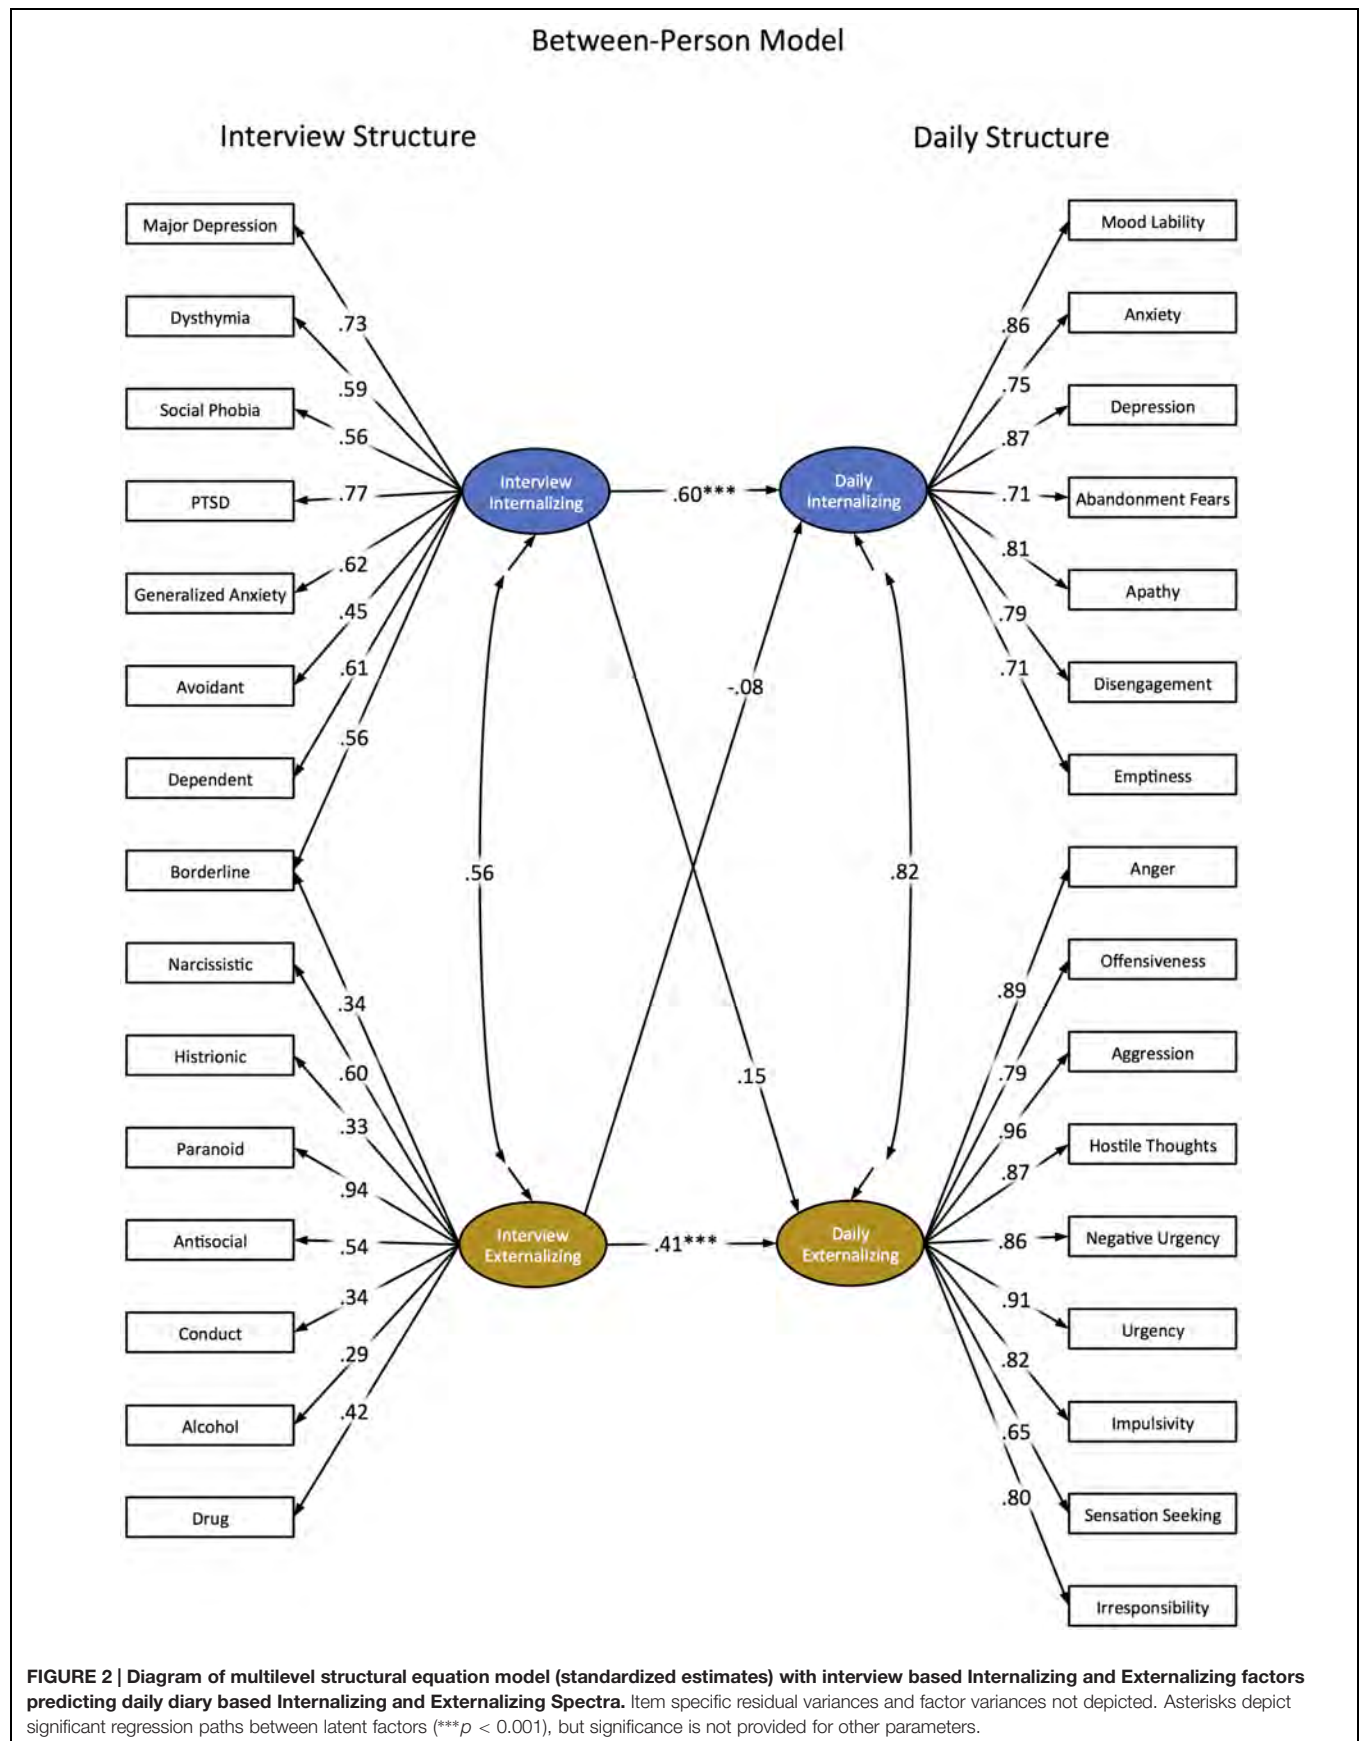 Between-Person Model
Interview Structure
Daily Structure
Major Depression
Dysthymia
Social Phobia
PTSD
Generalized Anxiety
Avoidant
Dependent
Borderline
Narcissistic
Histrionic
Paranoid
Antisocial
Conduct
Alcohol
Drug
.73
.59
.56
.77
.62
.45
.61
.56
.34
.60
.33
.94
.54
.34
.29
.42
Interview
Internalizing
Interview
Externalizing
.56
.60***
-.08
.15
.41***
Daily
Internalizing
Daily
Externalizing
.82
.86
.75
.87
.71
.81
.79
.71
.89
.79
.96
.87
.86
.91
.82
.65
.80
Mood Lability
Anxiety
Depression
Abandonment Fears
Apathy
Disengagement
Emptiness
Anger
Offensiveness
Aggression
Hostile Thoughts
Negative Urgency
Urgency
Impulsivity
Sensation Seeking
Irresponsibility
FIGURE 2 | Diagram of multilevel structural equation model (standardized estimates) with interview based Internalizing and Externalizing factors
predicting daily diary based Internalizing and Externalizing Spectra. Item specific residual variances and factor variances not depicted. Asterisks depict
significant regression paths between latent factors (***p < 0.001), but significance is not provided for other parameters.